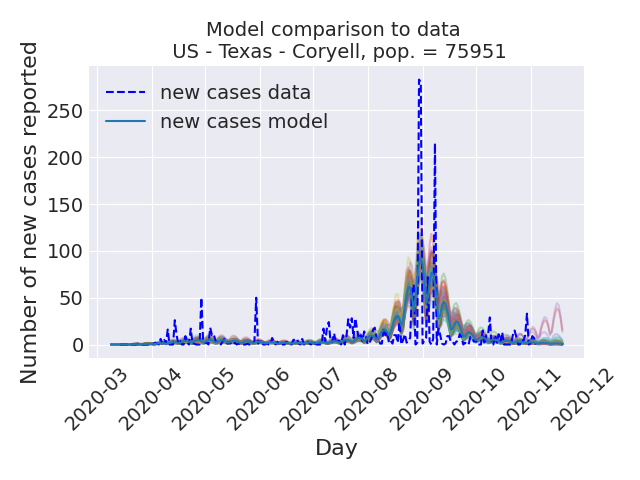 Model comparison to data
US - Texas - Coryell, pop. = 75951
Number of new cases reported
250
200
150
100
50
0
new cases data
new cases model
2020-03
2020-04
2020-05
2020-06
2020-07
2020-08
2020-09
2020-10
2020-11
2020-12
Day